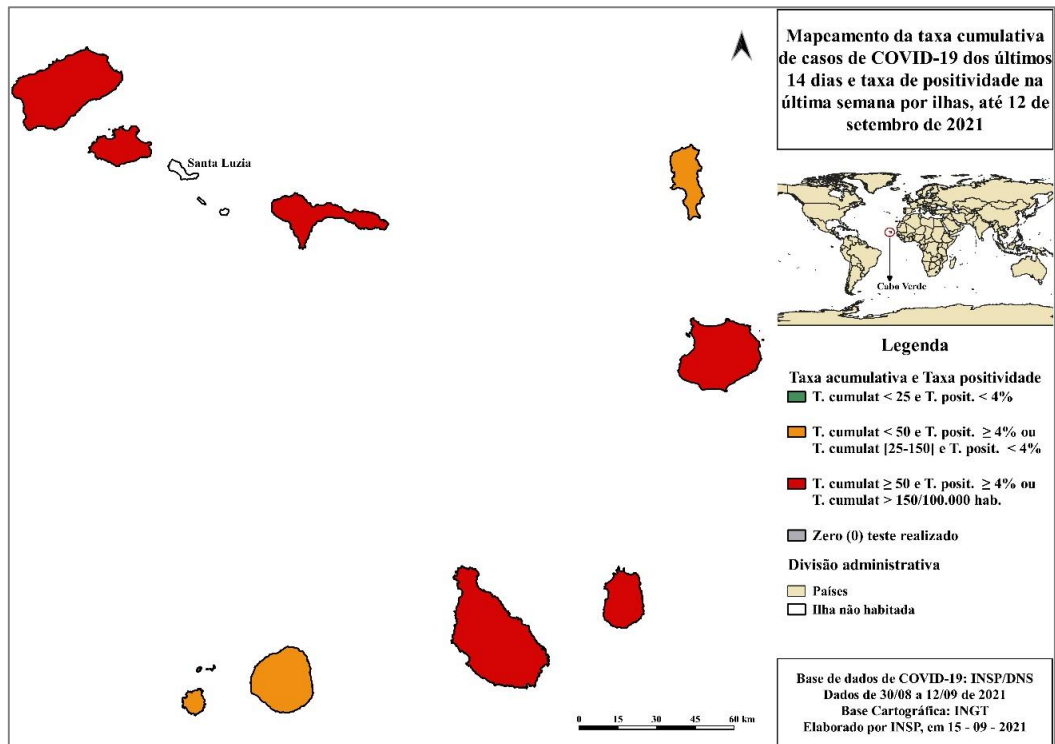 Mapeamento da taxa cumulativa
de casos de COVID-19 dos últimos
14 dias e taxa de positividade na
última semana por ilhas, até 12 de
setembro de 2021
Santa Luzia
Cabo Verde
Legenda
Taxa acumulativa e Taxa positividade
T. cumulat < 25 e T. posit. < 4%
T. cumulat < 50 e T. posit. ≥ 4% ou
T. cumulat [25-150[ e T. posit. < 4%
T. cumulat ≥ 50 e T. posit. ≥ 4% ou
T. cumulat > 150/100.000 hab.
Zero (0) teste realizado
Divisão administrativa
Países
Ilha não habitada
0 15 30 45 60 km
Base de dados de COVID-19: INSP/DNS
Dados de 30/08 a 12/09 de 2021
Base Cartográfica: INGT
Elaborado por INSP, em 15 - 09 - 2021